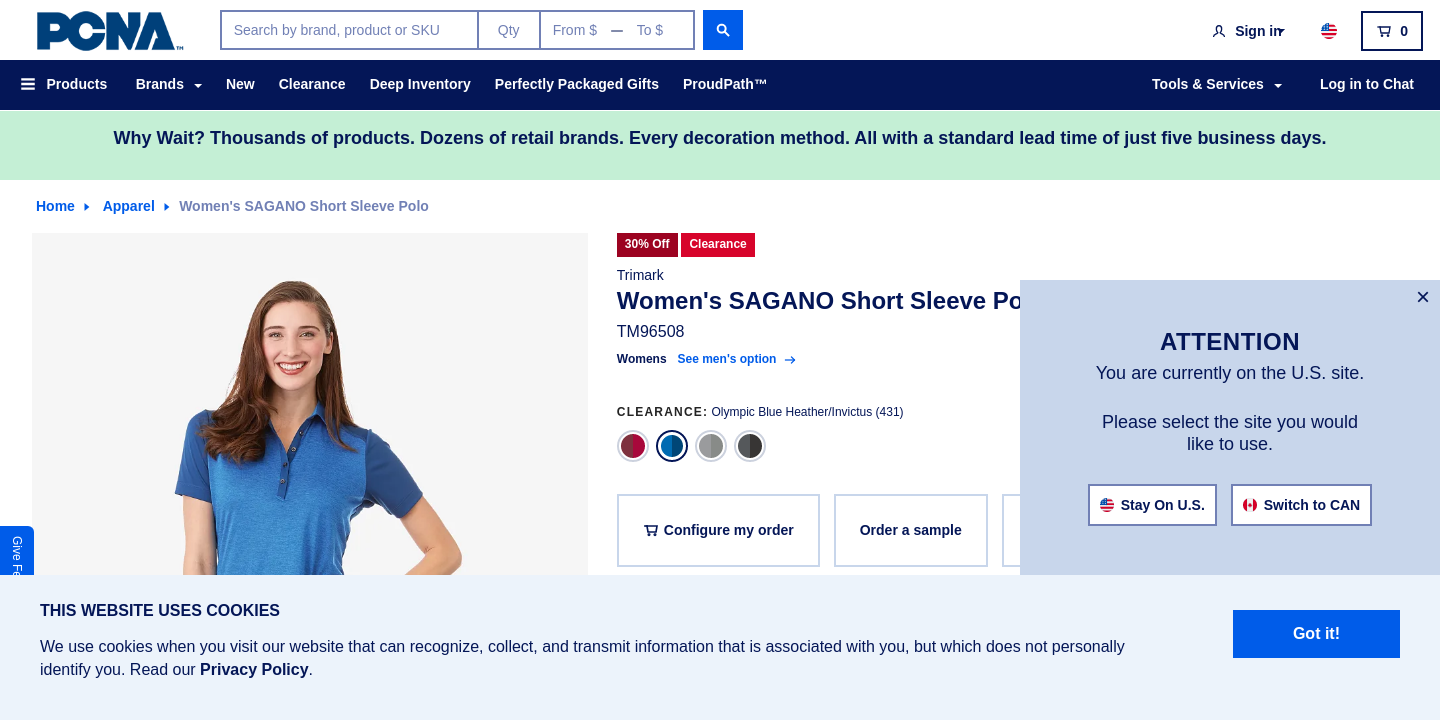 PCNA™
Search by brand, product or SKU
Qty
From $ — To $
Sign in
0
Products
Brands
New
Clearance
Deep Inventory
Perfectly Packaged Gifts
ProudPath™
Tools & Services
Log in to Chat
Why Wait? Thousands of products. Dozens of retail brands. Every decoration method. All with a standard lead time of just five business days.
Home
Apparel
Women's SAGANO Short Sleeve Polo
30% Off
Clearance
Trimark
Women's SAGANO Short Sleeve Po
TM96508
Womens
See men's option
CLEARANCE: Olympic Blue Heather/Invictus (431)
Configure my order
Order a sample
×
ATTENTION
You are currently on the U.S. site.
Please select the site you would
like to use.
Stay On U.S.
Switch to CAN
Give Fe
THIS WEBSITE USES COOKIES
We use cookies when you visit our website that can recognize, collect, and transmit information that is associated with you, but which does not personally
identify you. Read our Privacy Policy.
Got it!